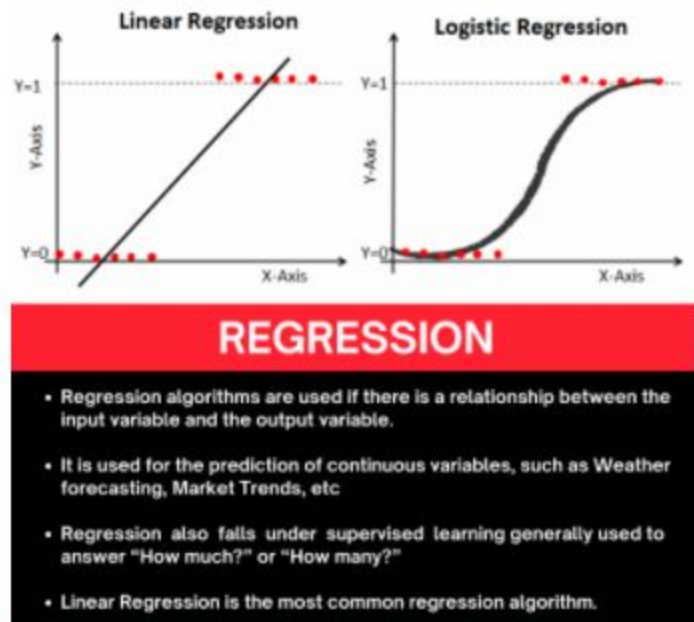 Linear Regression
Y=1
Y-Axis
Y=0
X-Axis
Logistic Regression
Y=1
Y-Axis
Y=0
X-Axis
REGRESSION
• Regression algorithms are used if there is a relationship between the
input variable and the output variable.
• It is used for the prediction of continuous variables, such as Weather
forecasting, Market Trends, etc
• Regression also falls under supervised learning generally used to
answer “How much?” or “How many?”
• Linear Regression is the most common regression algorithm.